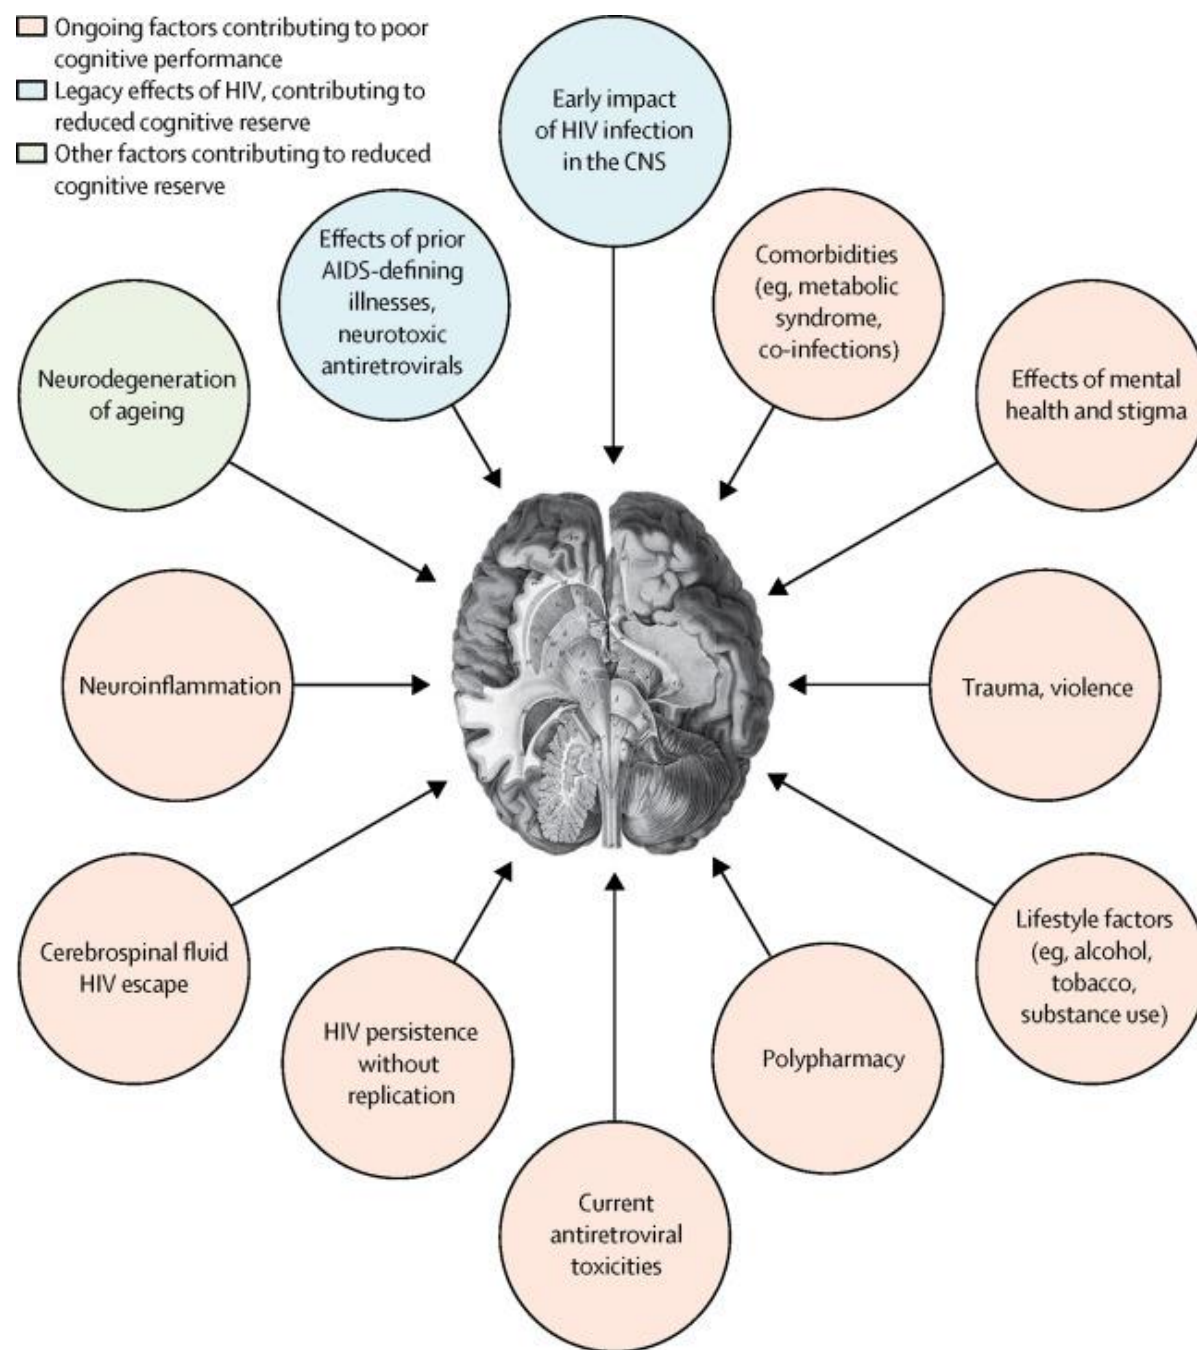 Ongoing factors contributing to poor
cognitive performance
Legacy effects of HIV, contributing to
reduced cognitive reserve
Other factors contributing to reduced
cognitive reserve
Early impact
of HIV infection
in the CNS
Effects of prior
AIDS-defining
illnesses,
neurotoxic
antiretrovirals
Comorbidities
(eg, metabolic
syndrome,
co-infections)
Neurodegeneration
of ageing
Effects of mental
health and stigma
Neuroinflammation
Trauma, violence
Cerebrospinal fluid
HIV escape
Lifestyle factors
(eg, alcohol,
tobacco,
substance use)
HIV persistence
without
replication
Polypharmacy
Current
antiretroviral
toxicities